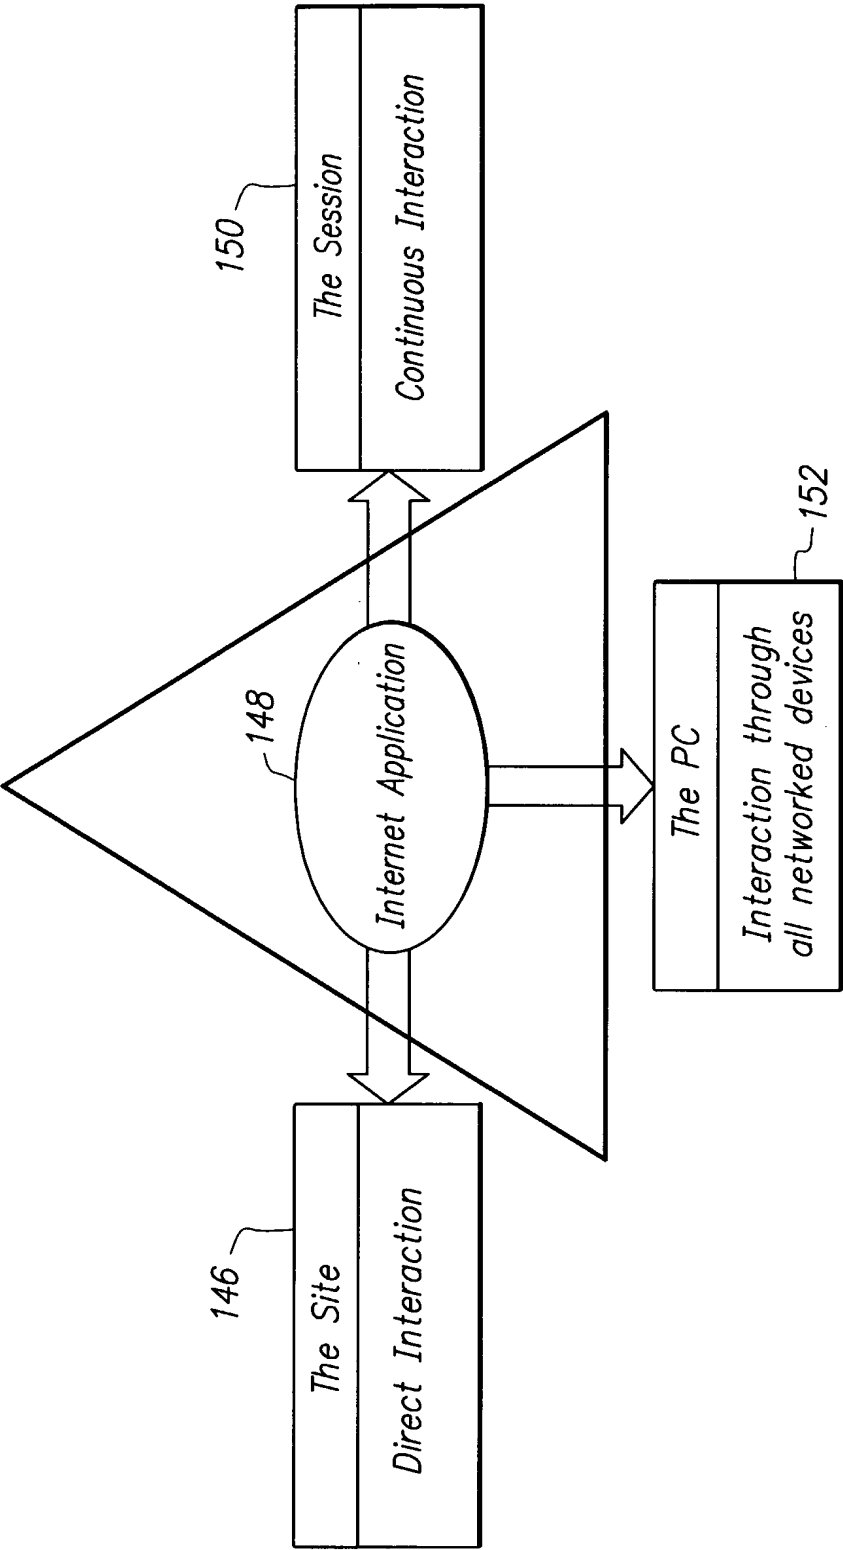 146
The Site
Direct Interaction
148
Internet Application
150
The Session
Continuous Interaction
The PC
Interaction through
all networked devices
152